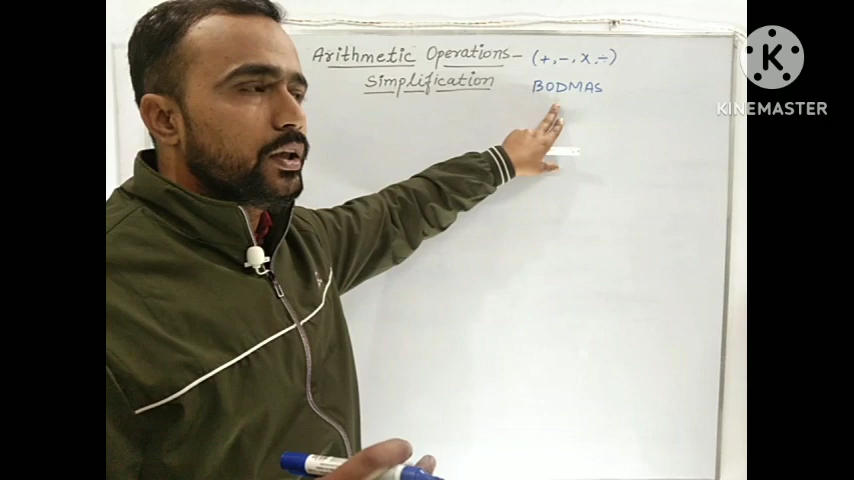 Arithmetic Operations - (+, -, x, ÷)
Simplification
BODMAS
K
KINEMASTER